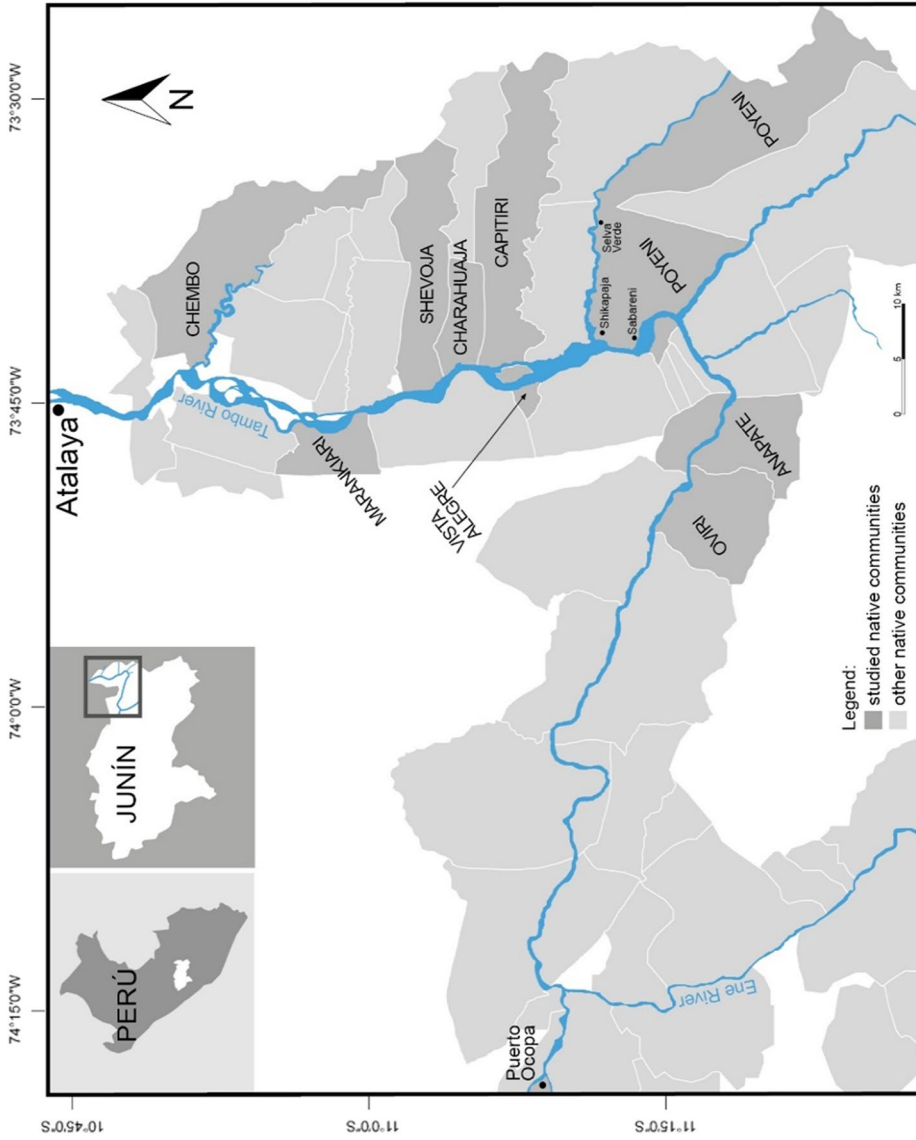 73°30'0"W
73°45'0"W
74°00'0"W
74°15'0"W
10°45'0"S
11°0'0"S
11°15'0"S
N
Atalaya
Tambo River
CHEMBO
MARANKIARI
SHEVOJA
CHARAHUAJA
CAPITIRI
VISTA
ALEGRE
Shikapaja
Sabareni
Selva
Verde
POYENI
POYENI
ANAPATE
OVIRI
Puerto
Ocopa
Ene River
PERÚ
JUNÍN
Legend:
studied native communities
other native communities
0 5 10 km